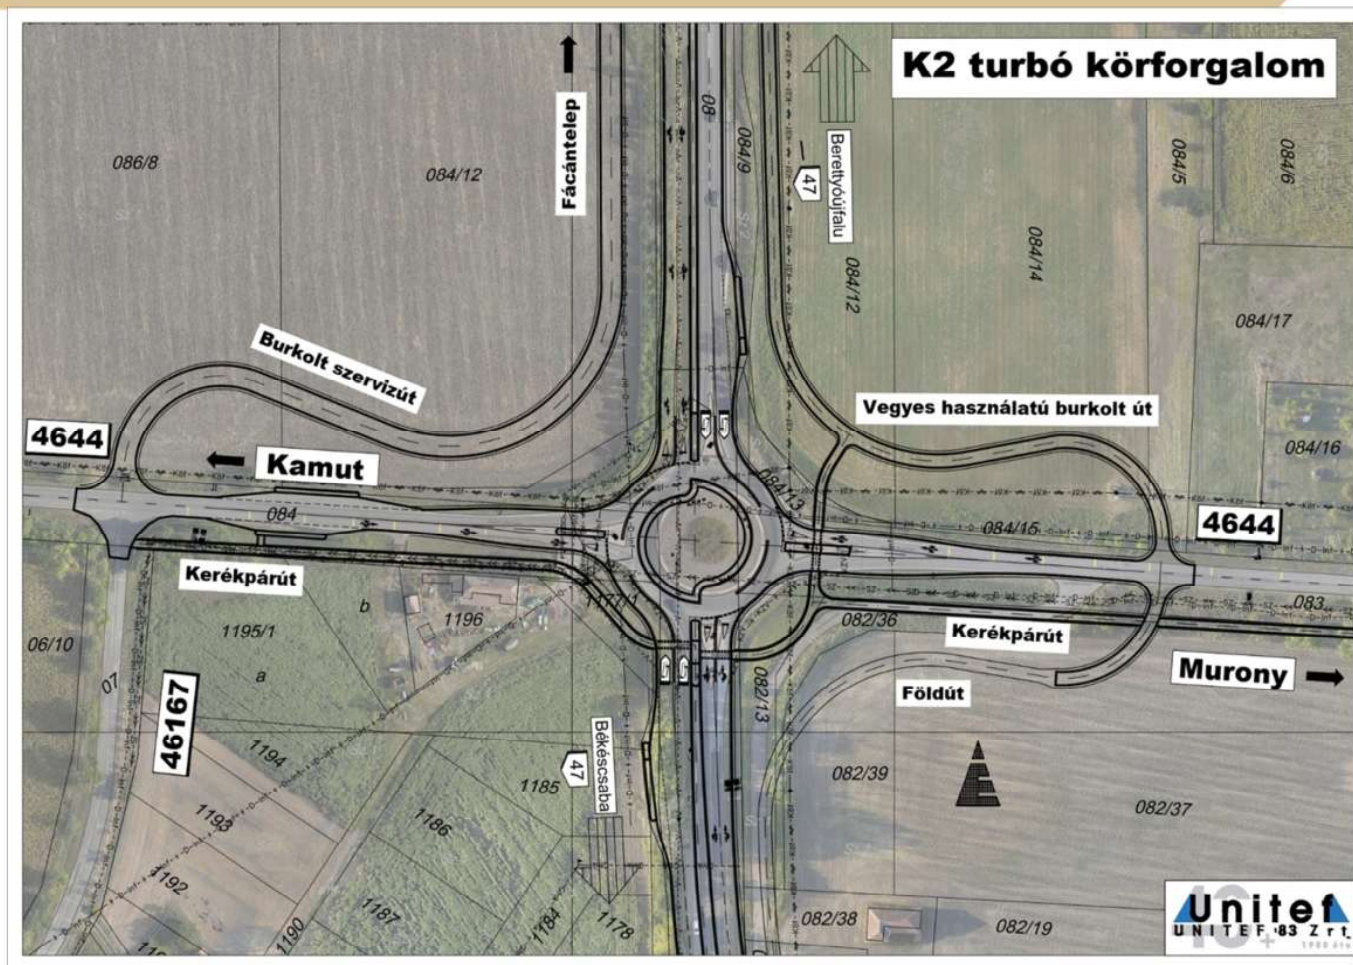 K2 turbó körforgalom
Fácántelep
08
084/9
47
Berettyóújfalu
086/8
084/12
084/5
084/6
084/14
084/12
084/17
Burkolt szervizút
Vegyes használatú burkolt út
4644
Kamut
084/16
084
084/13
084/15
4644
Kerékpárút
b
1196
1177/1
082/36
083
06/10
1195/1
Kerékpárút
a
07
Murony
46167
Földút
082/13
1194
Békéscsaba
47
1185
082/39
É
082/37
1193
1186
1192
1187
1190
1184
1178
082/38
082/19
Unitef
UNITEF '83 Zrt.